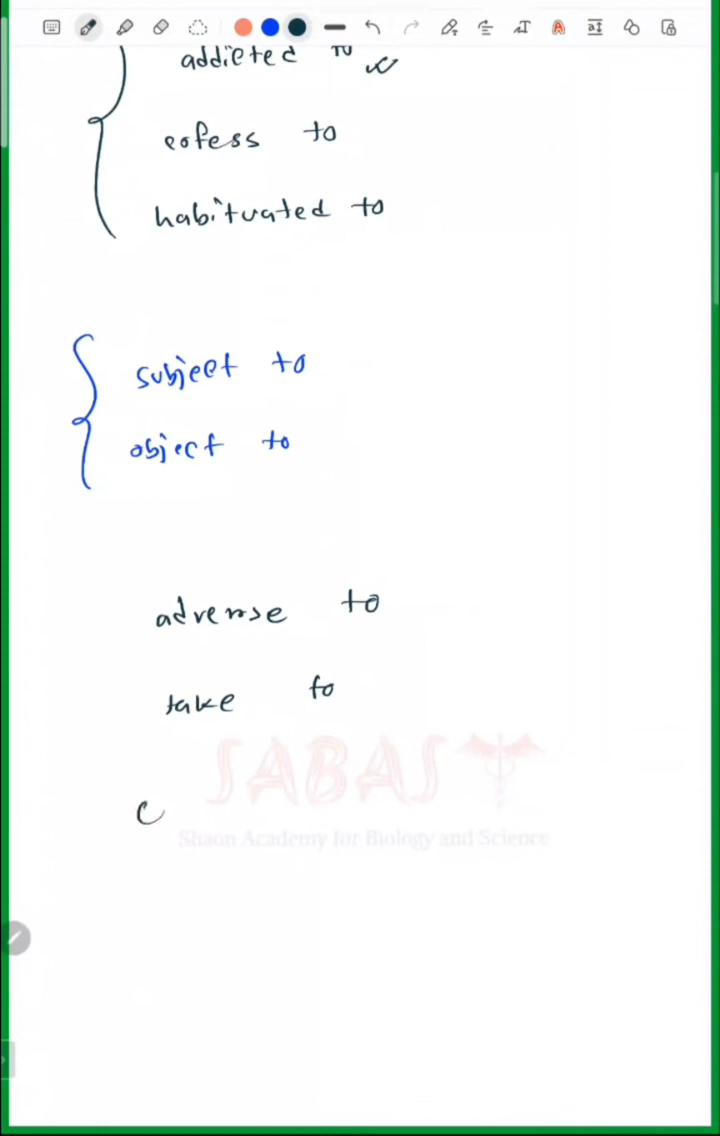 addicted to
cofess to
habituated to
subject to
object to
adverse to
take to
C
SABAS
Shaon Academy for Biology and Science